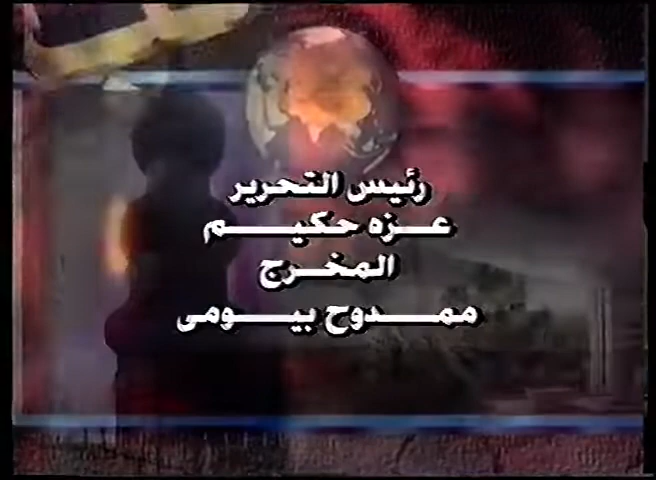 رئيس التحرير
عزه حكيم
المخرج
ممدوح بيومى